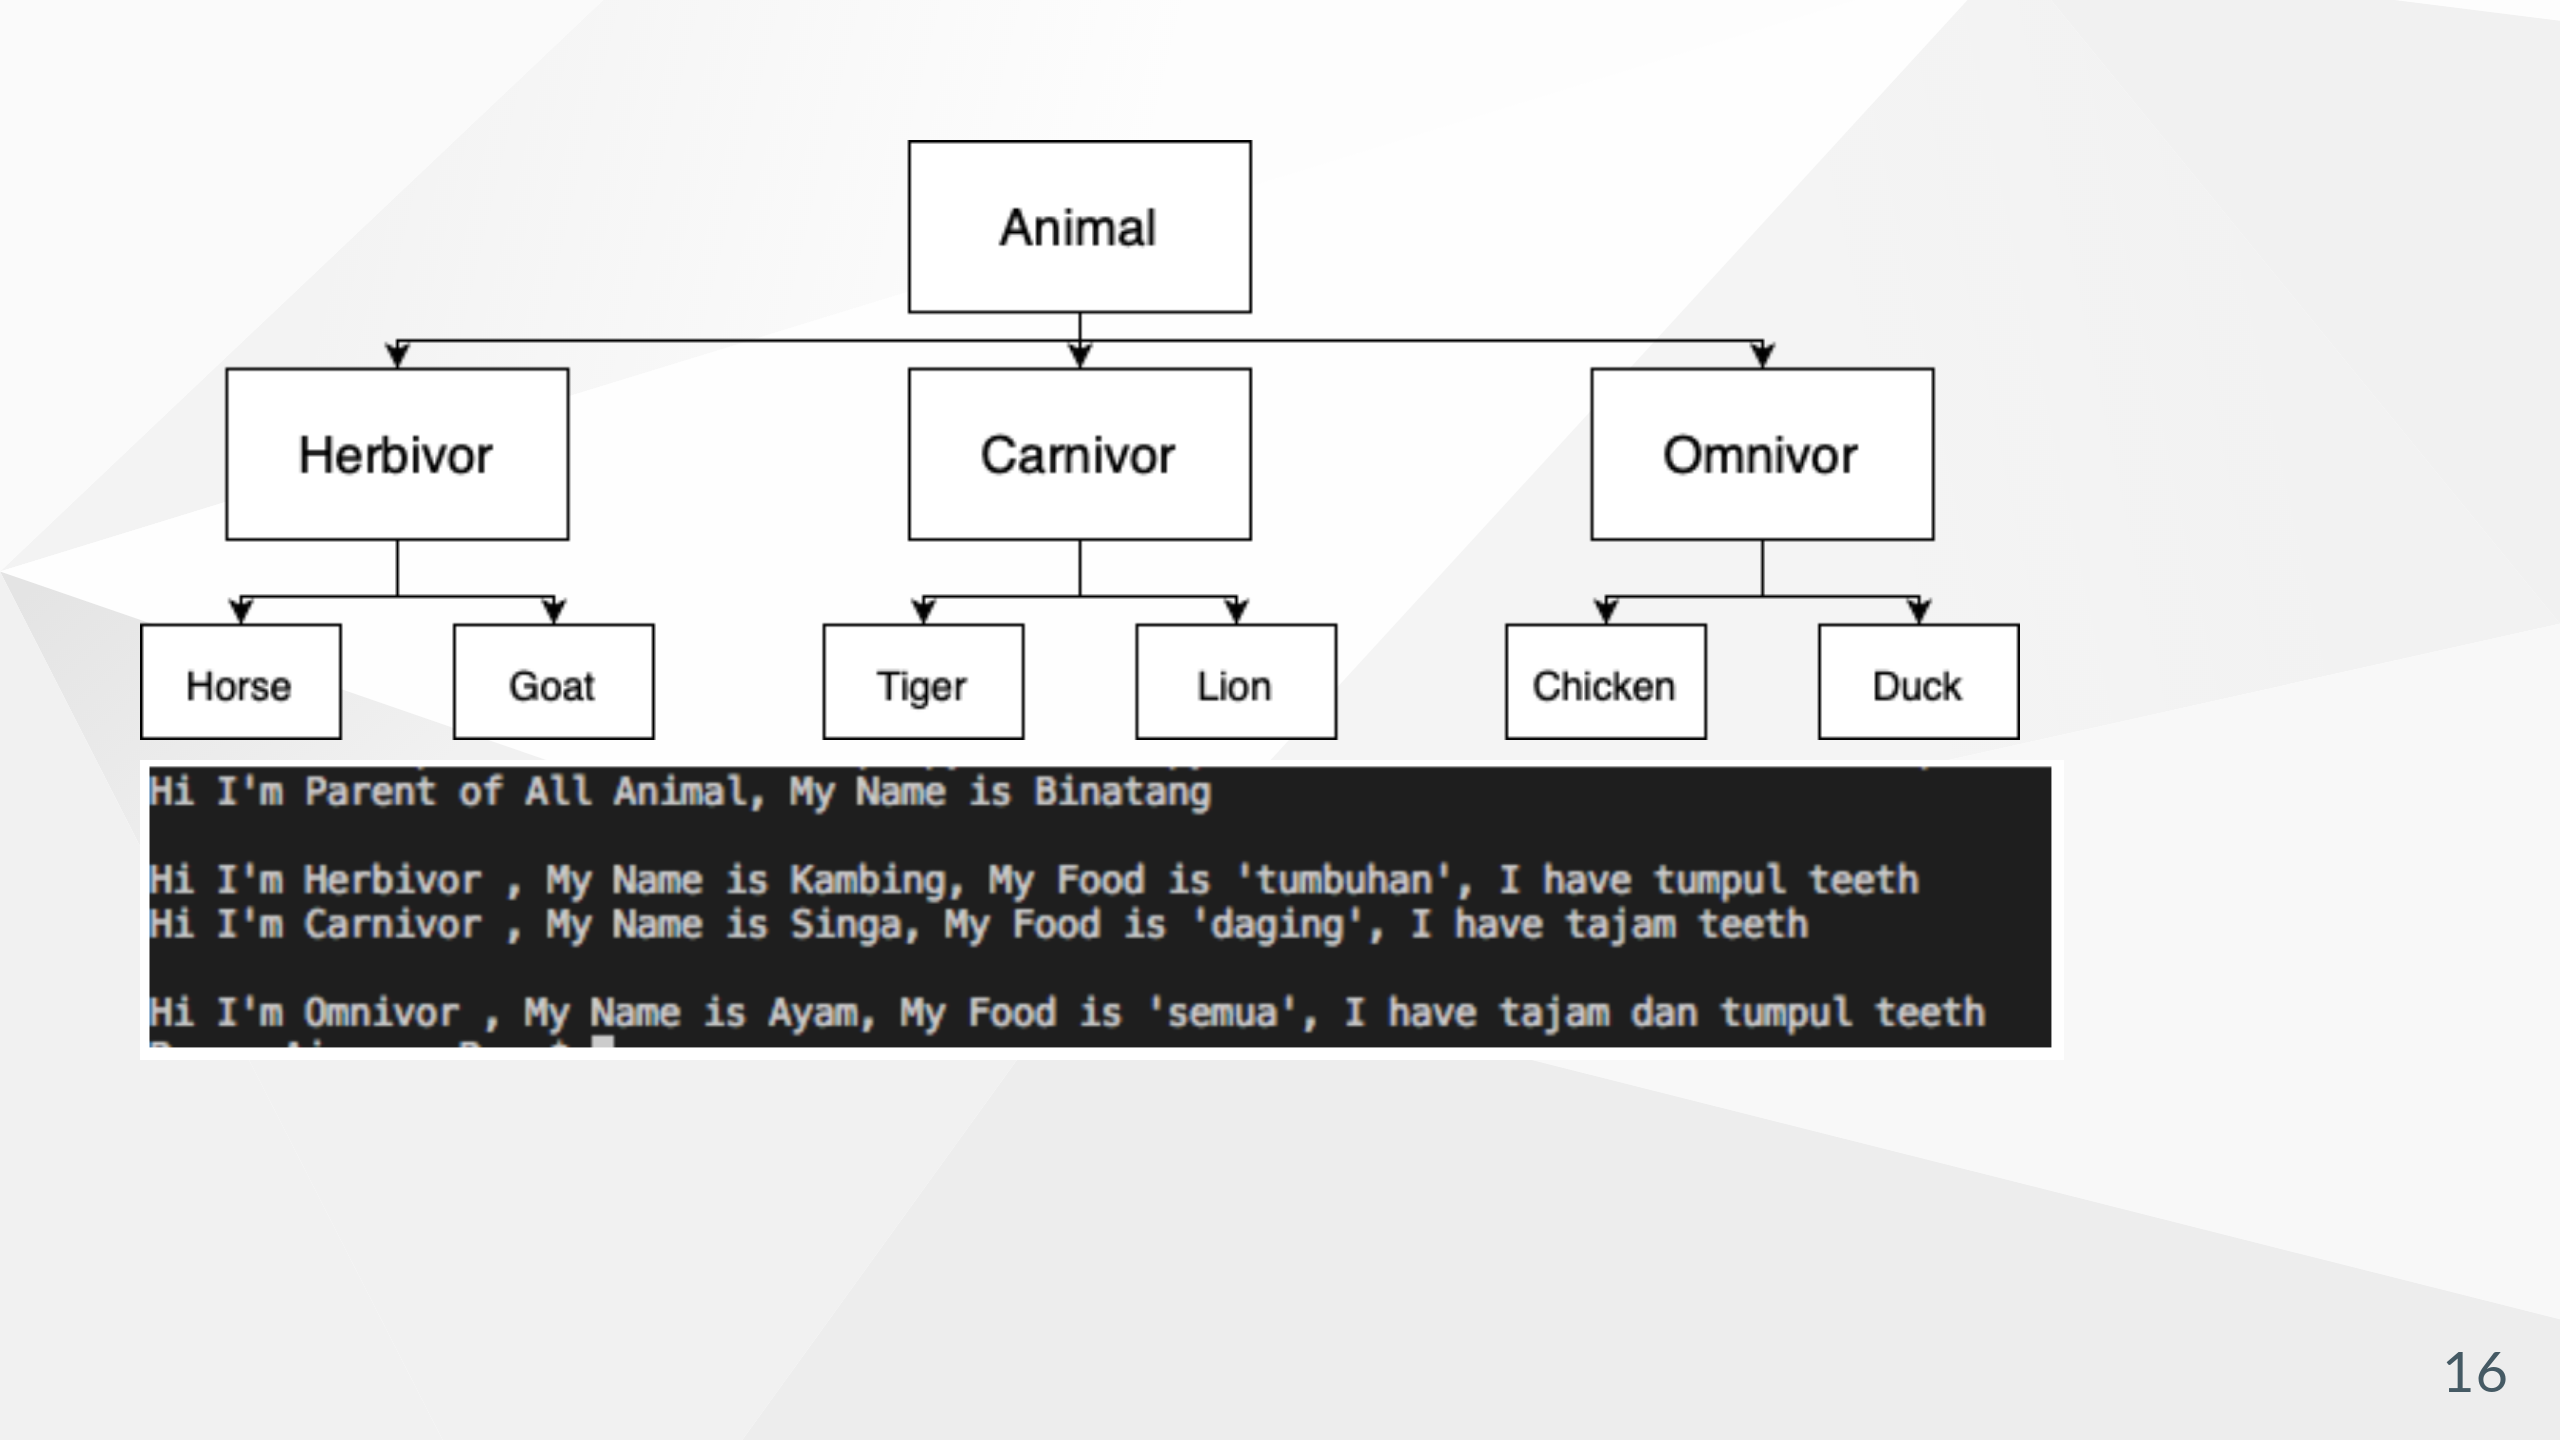 Animal
Herbivor
Carnivor
Omnivor
Horse
Goat
Tiger
Lion
Chicken
Duck
Hi I'm Parent of All Animal, My Name is Binatang
Hi I'm Herbivor , My Name is Kambing, My Food is 'tumbuhan', I have tumpul teeth
Hi I'm Carnivor , My Name is Singa, My Food is 'daging', I have tajam teeth
Hi I'm Omnivor , My Name is Ayam, My Food is 'semua', I have tajam dan tumpul teeth
16